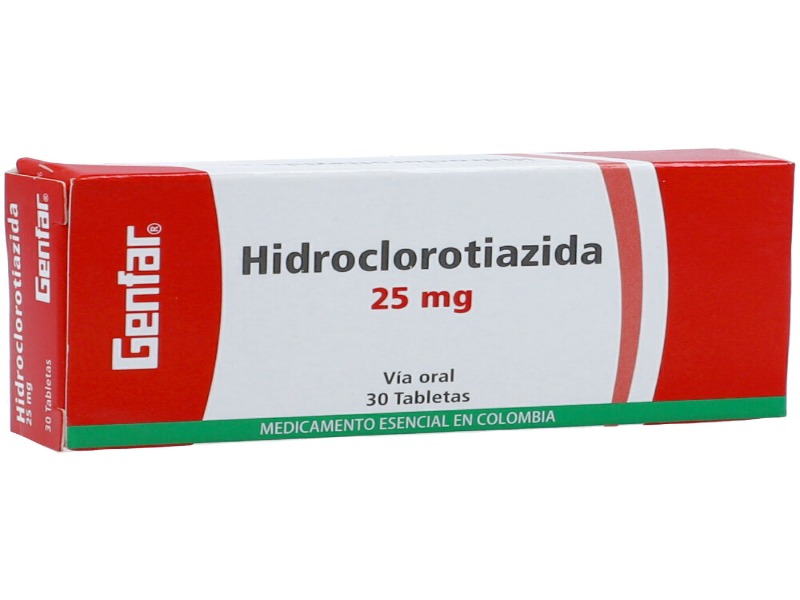 Hidroclorotiazida
25 mg
30 Tabletas
Genfar®
Genfar®
Hidroclorotiazida
25 mg
Vía oral
30 Tabletas
MEDICAMENTO ESENCIAL EN COLOMBIA